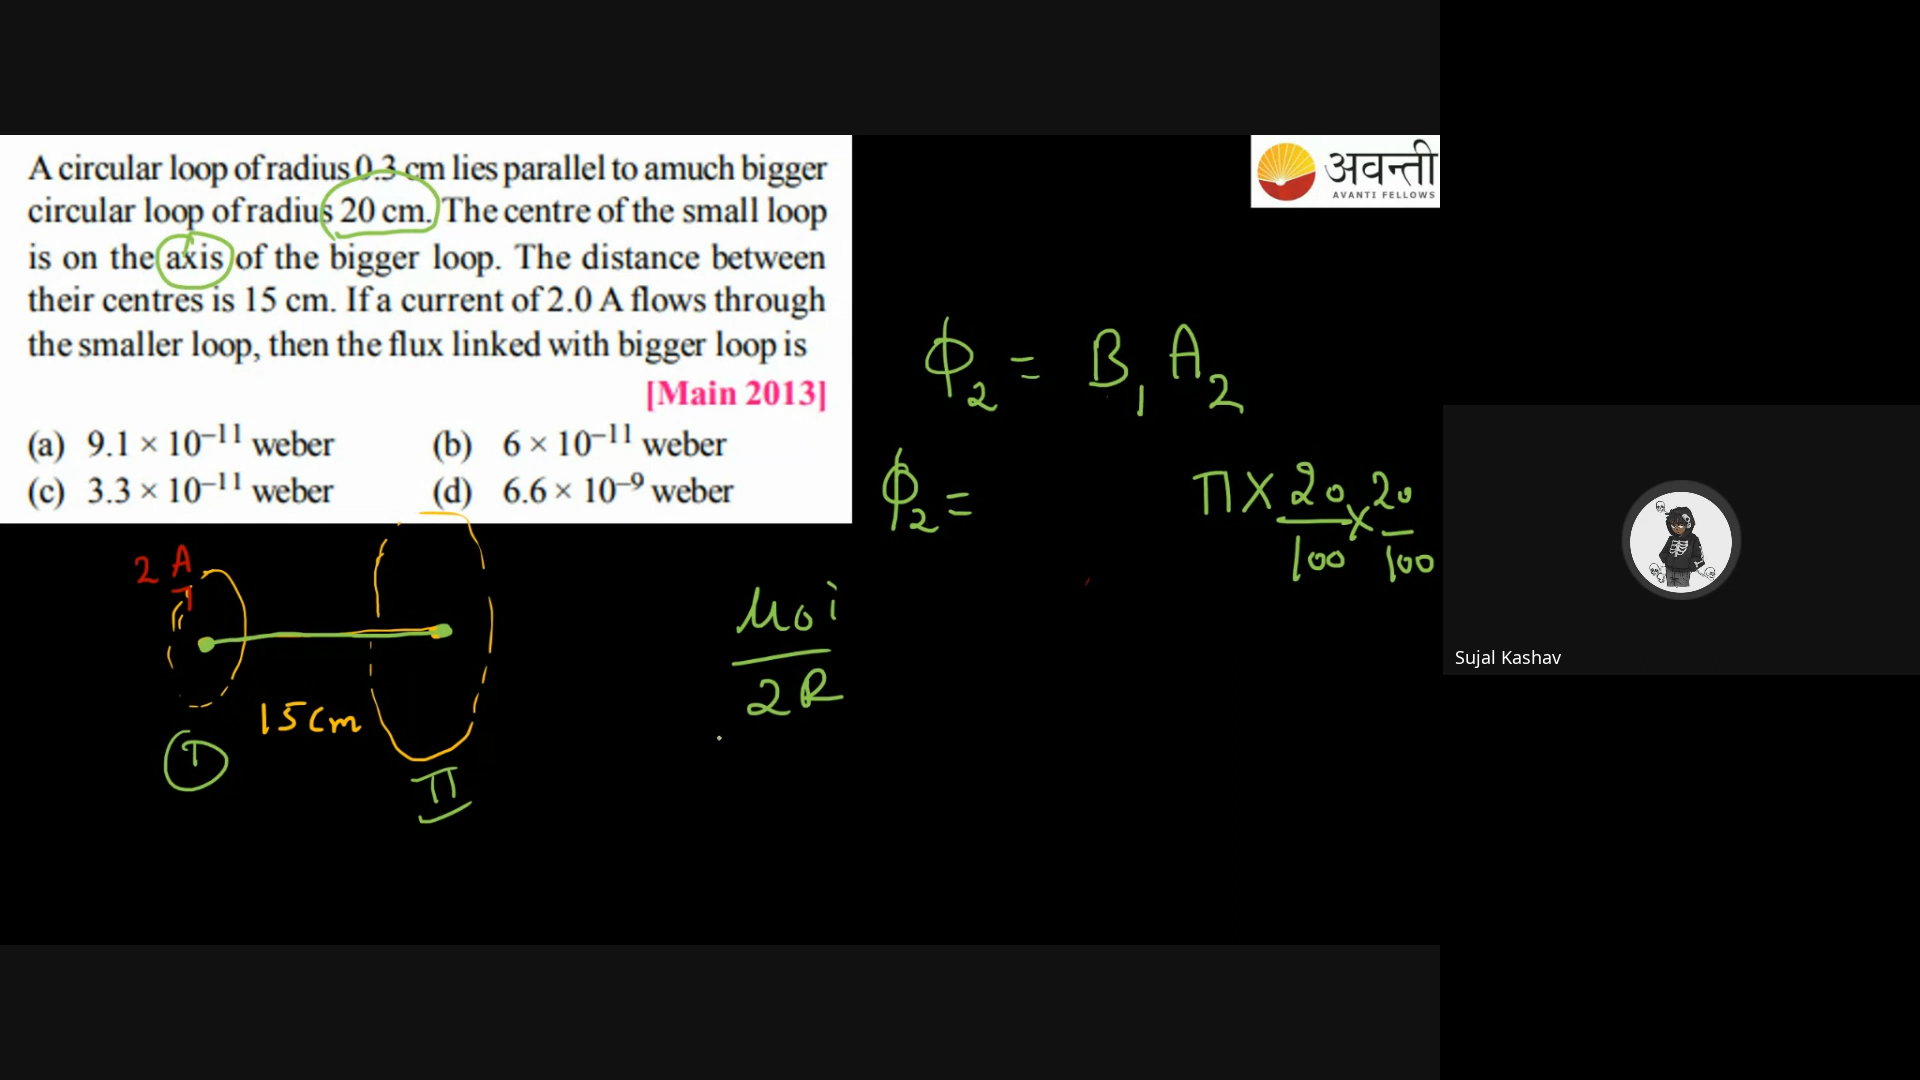 A circular loop of radius 0.3 cm lies parallel to amuch bigger
circular loop of radius 20 cm. The centre of the small loop
is on the axis of the bigger loop. The distance between
their centres is 15 cm. If a current of 2.0 A flows through
the smaller loop, then the flux linked with bigger loop is
[Main 2013]
(a) 9.1 × 10⁻¹¹ weber (b) 6 × 10⁻¹¹ weber
(c) 3.3 × 10⁻¹¹ weber (d) 6.6 × 10⁻⁹ weber
अवन्ती
AVANTI FELLOWS
ϕ₂ = B₁ A₂
ϕ₂ = π × 20/100 × 20/100
2 A
μ₀ i
2R
15 cm
I
II
Sujal Kashav